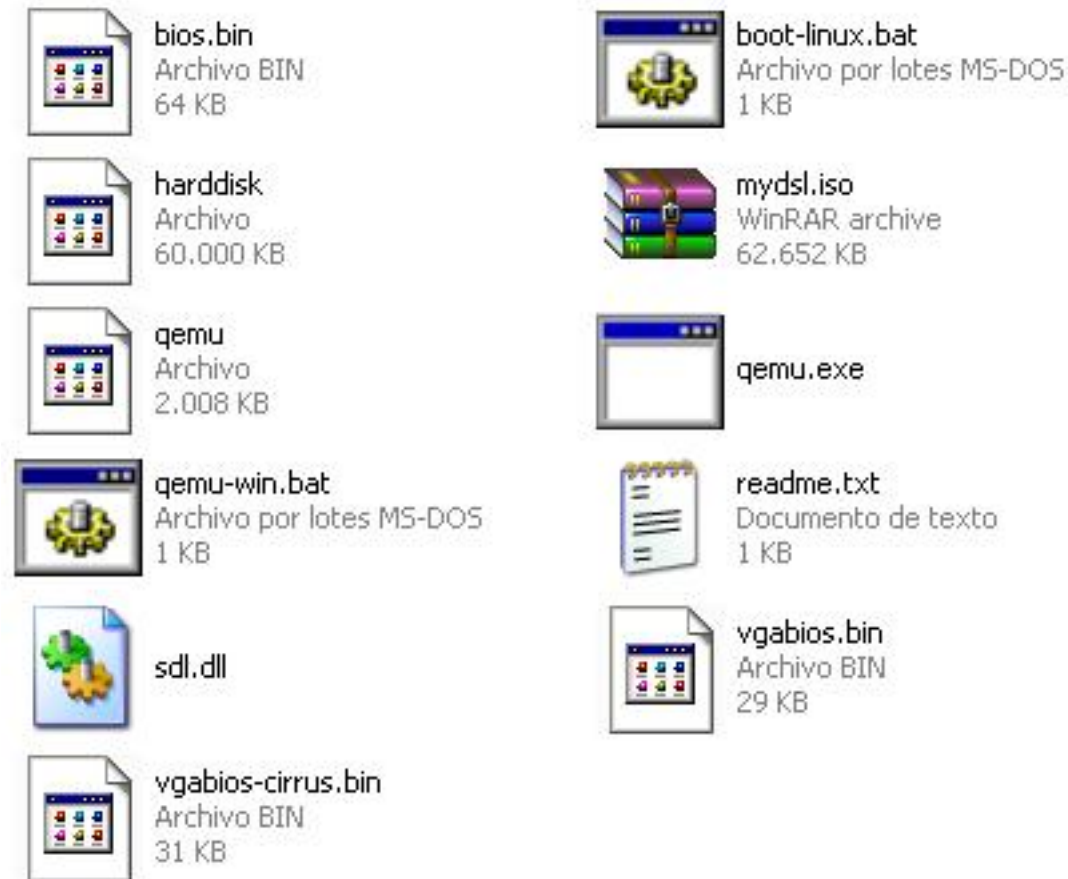 bios.bin
Archivo BIN
64 KB
boot-linux.bat
Archivo por lotes MS-DOS
1 KB
harddisk
Archivo
60.000 KB
mydsl.iso
WinRAR archive
62.652 KB
qemu
Archivo
2.008 KB
qemu.exe
qemu-win.bat
Archivo por lotes MS-DOS
1 KB
readme.txt
Documento de texto
1 KB
sdl.dll
vgabios.bin
Archivo BIN
29 KB
vgabios-cirrus.bin
Archivo BIN
31 KB